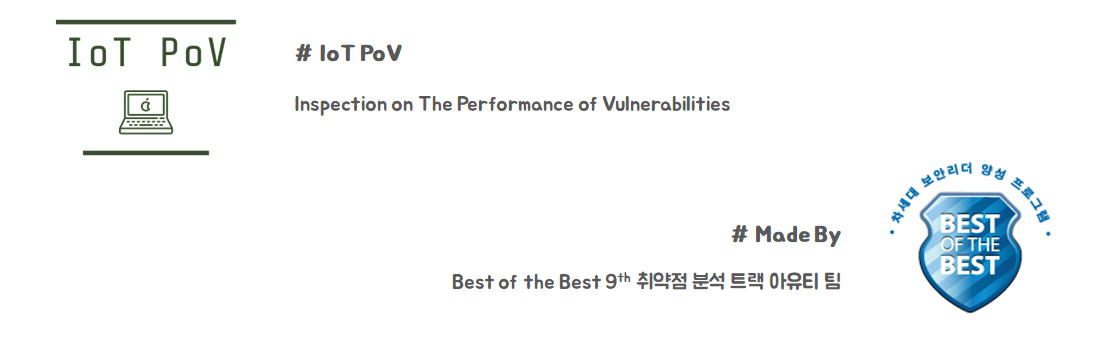 IoT PoV
# IoT PoV
Inspection on The Performance of Vulnerabilities
• 차세대 보안리더 양성 프로그램 •
BEST
OF THE
BEST
# Made By
Best of the Best 9th 취약점 분석 트랙 아유티 팀